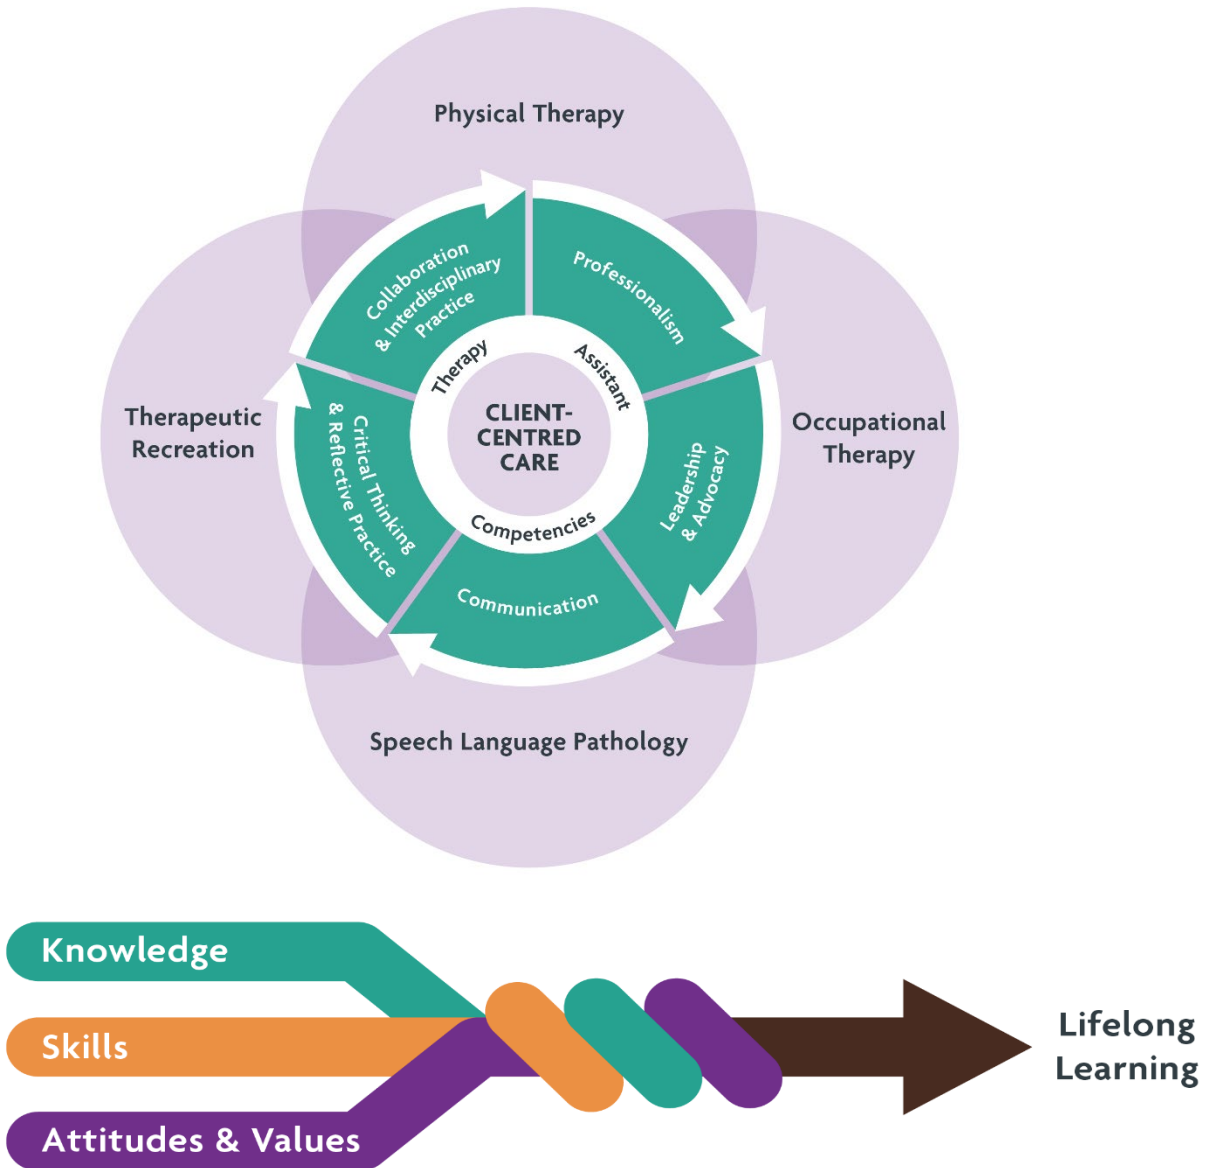 Physical Therapy
Collaboration
& Interdisciplinary
Practice
Professionalism
Therapy
Assistant
Competencies
CLIENT-
CENTRED
CARE
Therapeutic
Recreation
Occupational
Therapy
Critical Thinking
& Reflective Practice
Leadership
& Advocacy
Communication
Speech Language Pathology
Knowledge
Skills
Attitudes & Values
Lifelong
Learning